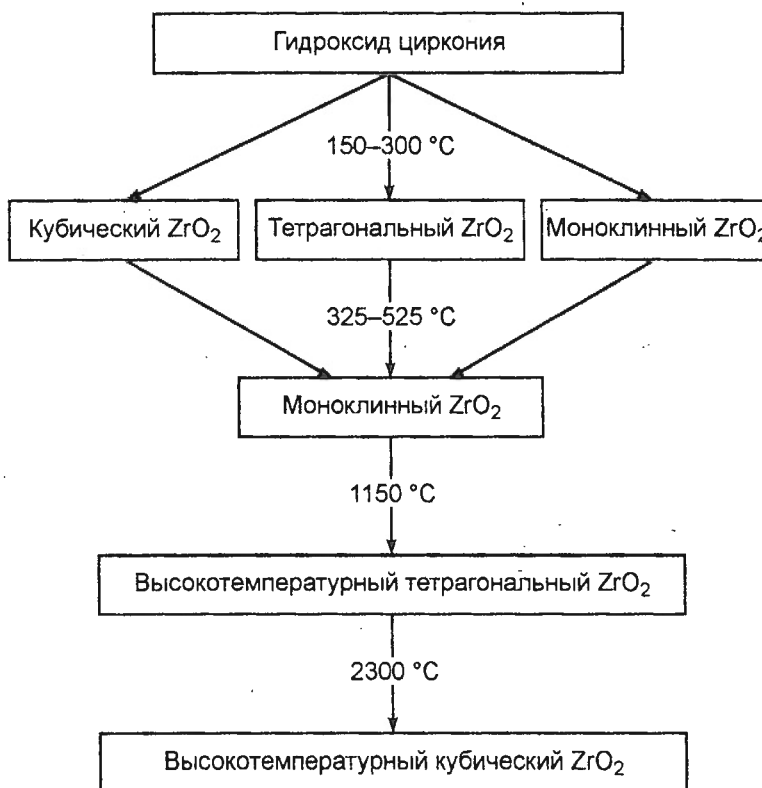 Гидроксид циркония
150–300 °C
Кубический ZrO₂
Тетрагональный ZrO₂
Моноклинный ZrO₂
325–525 °C
Моноклинный ZrO₂
1150 °C
Высокотемпературный тетрагональный ZrO₂
2300 °C
Высокотемпературный кубический ZrO₂